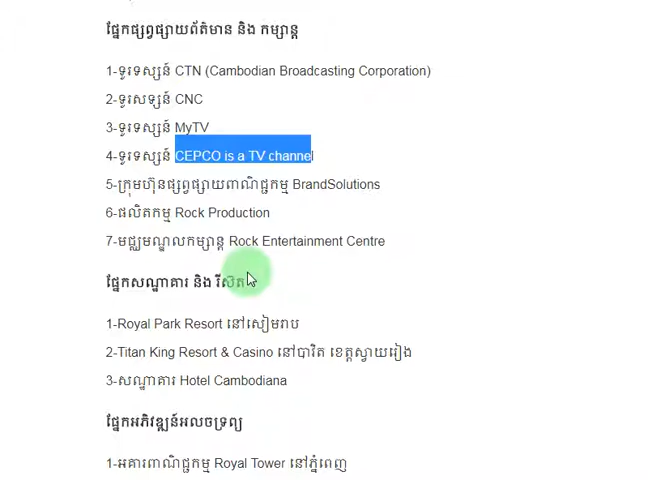 ផ្នែកផ្សព្វផ្សាយព័ត៌មាន និង កម្សាន្ត
1-ទូរទស្សន៍ CTN (Cambodian Broadcasting Corporation)
2-ទូរសទ្សន៍ CNC
3-ទូរទស្សន៍ MyTV
4-ទូរទស្សន៍ CEPCO is a TV channel
5-ក្រុមហ៊ុនផ្សព្វផ្សាយពាណិជ្ជកម្ម BrandSolutions
6-ផលិតកម្ម Rock Production
7-មជ្ឈមណ្ឌលកម្សាន្ត Rock Entertainment Centre
ផ្នែកសណ្ឋាគារ និង រីសត
1-Royal Park Resort នៅសៀមរាប
2-Titan King Resort & Casino នៅបាវិត ខេត្តស្វាយរៀង
3-សណ្ឋាគារ Hotel Cambodiana
ផ្នែកអភិវឌ្ឍន៍អលចទ្រព្យ
1-អគារពាណិជ្ជកម្ម Royal Tower នៅភ្នំពេញ